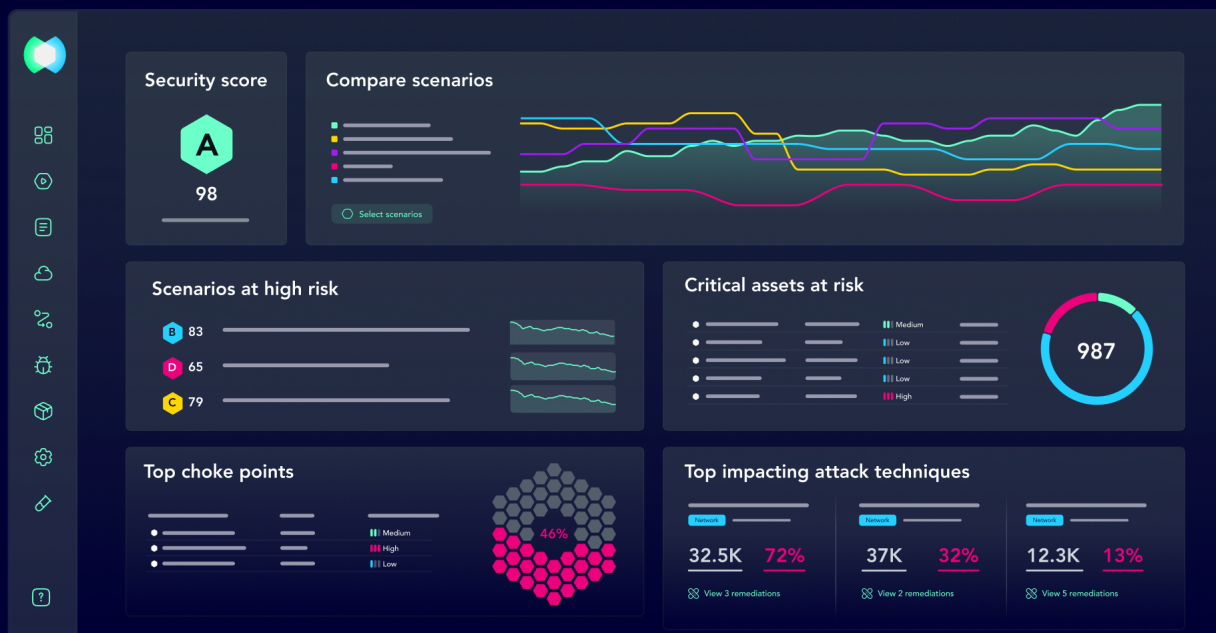 Security score
A
98
Compare scenarios
Select scenarios
Scenarios at high risk
B 83
D 65
C 79
Critical assets at risk
Medium
Low
Low
Low
High
987
Top choke points
Medium
High
Low
46%
Top impacting attack techniques
Network
32.5K 72%
View 3 remediations
Network
37K 32%
View 2 remediations
Network
12.3K 13%
View 5 remediations
?